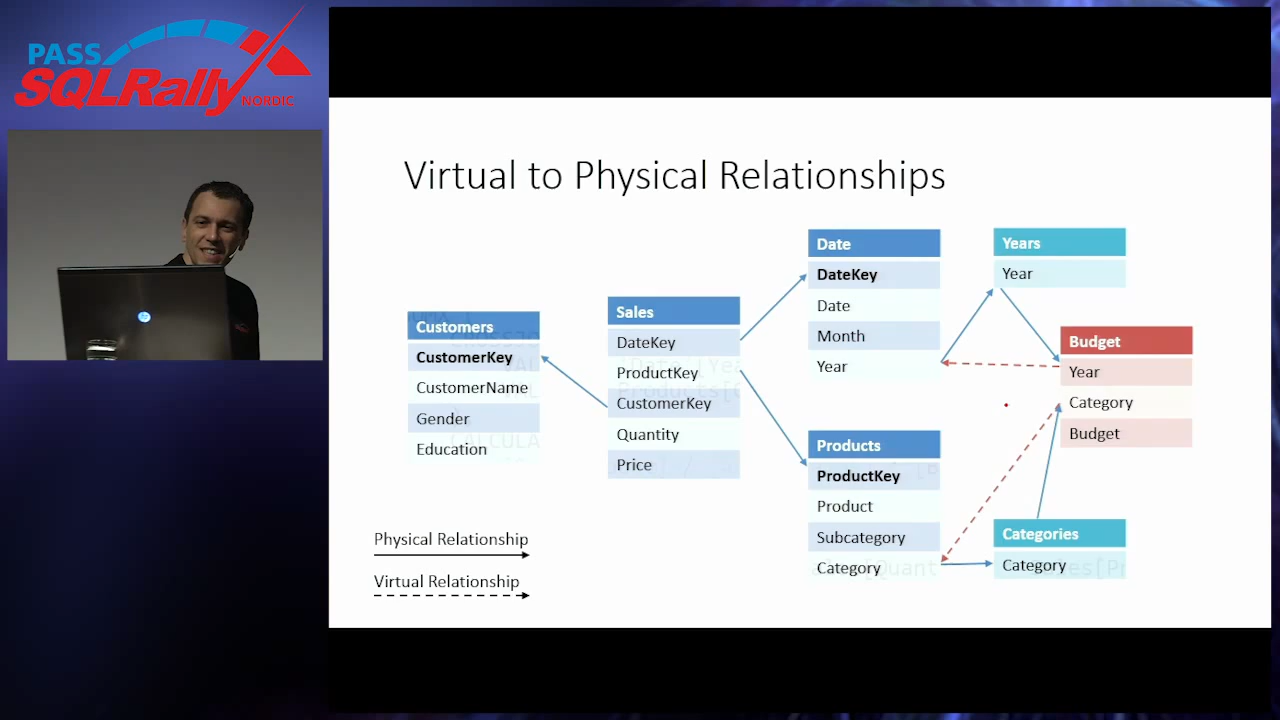 PASS
SQLRally
NORDIC
Virtual to Physical Relationships
Customers
CustomerKey
CustomerName
Gender
Education
Sales
DateKey
ProductKey
CustomerKey
Quantity
Price
Date
DateKey
Date
Month
Year
Products
ProductKey
Product
Subcategory
Category
Years
Year
Budget
Year
Category
Budget
Categories
Category
Physical Relationship
Virtual Relationship